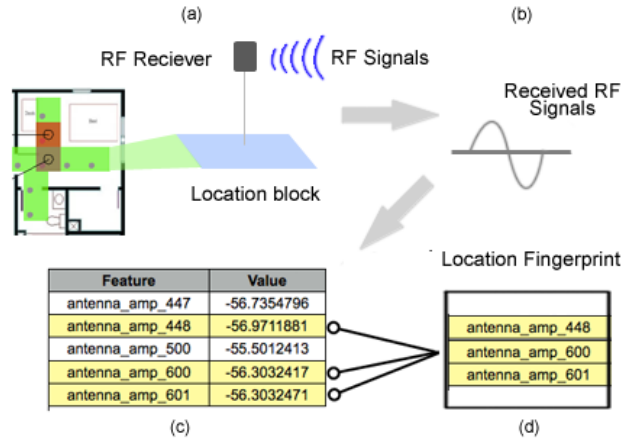 (a)
(b)
RF Reciever
RF Signals
Received RF
Signals
Location block
Location Fingerprint
Feature Value
antenna_amp_447 -56.7354796
antenna_amp_448 -56.9711881
antenna_amp_500 -55.5012413
antenna_amp_600 -56.3032417
antenna_amp_601 -56.3032471
antenna_amp_448
antenna_amp_600
antenna_amp_601
(c)
(d)